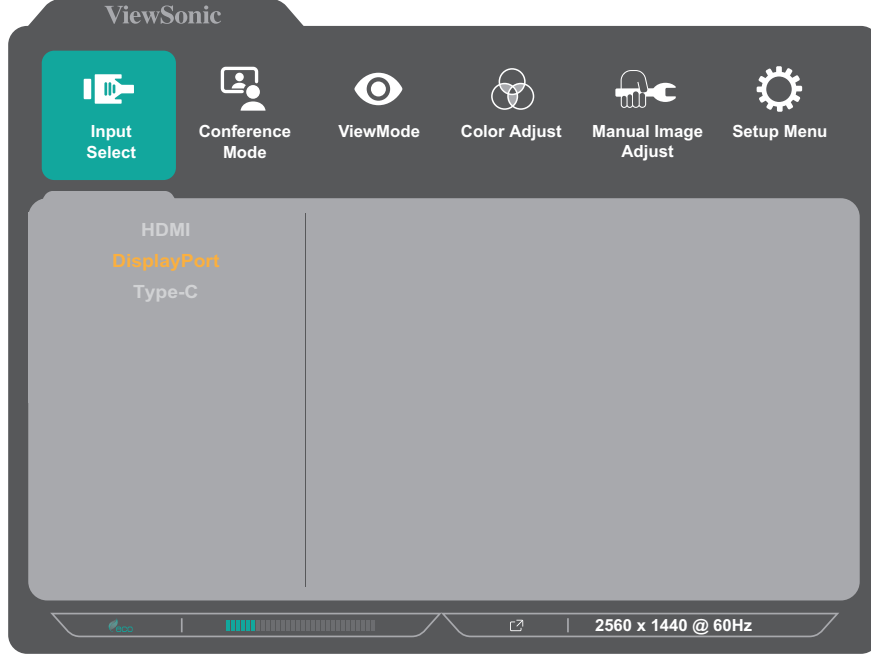 ViewSonic
Input
Select
Conference
Mode
ViewMode
Color Adjust
Manual Image
Adjust
Setup Menu
HDMI
DisplayPort
Type-C
eco
2560 x 1440 @ 60Hz